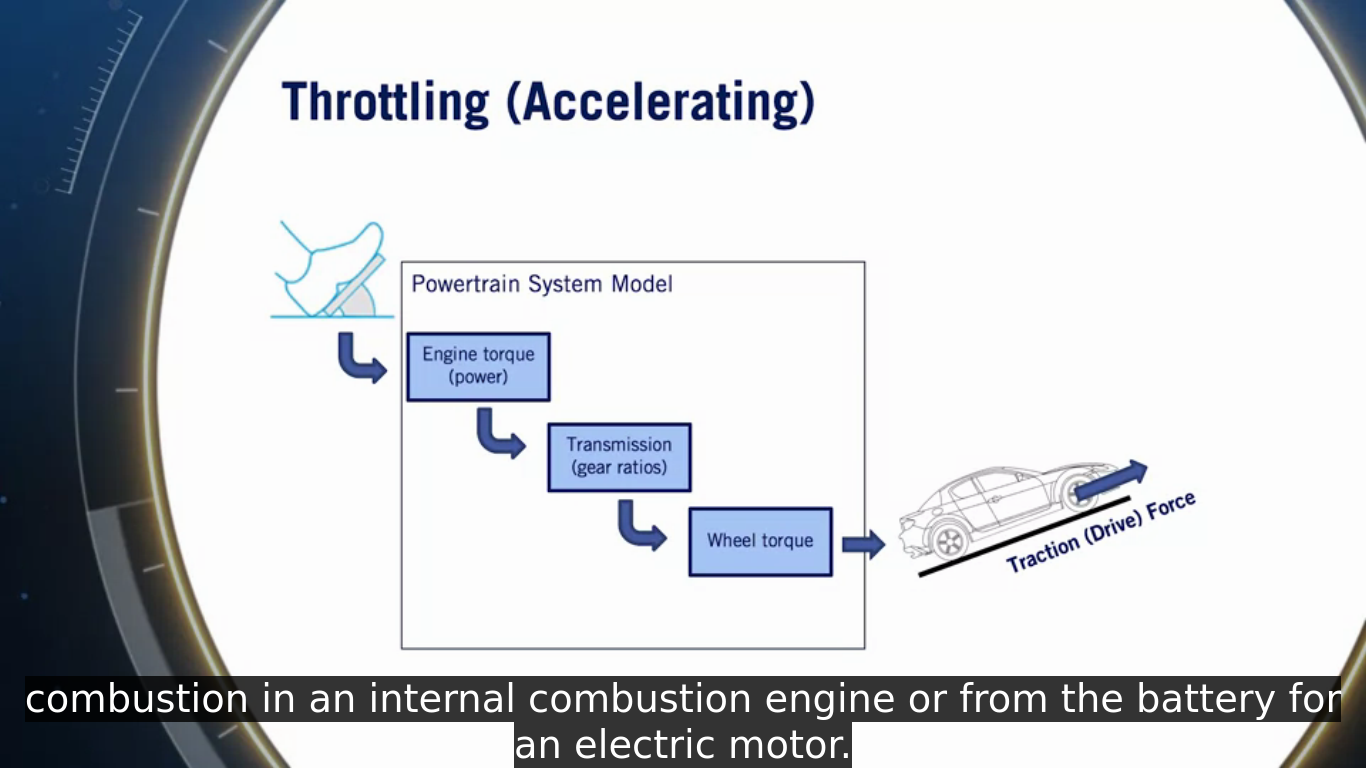 Throttling (Accelerating)
Powertrain System Model
Engine torque
(power)
Transmission
(gear ratios)
Wheel torque
Traction (Drive) Force
combustion in an internal combustion engine or from the battery for
an electric motor.